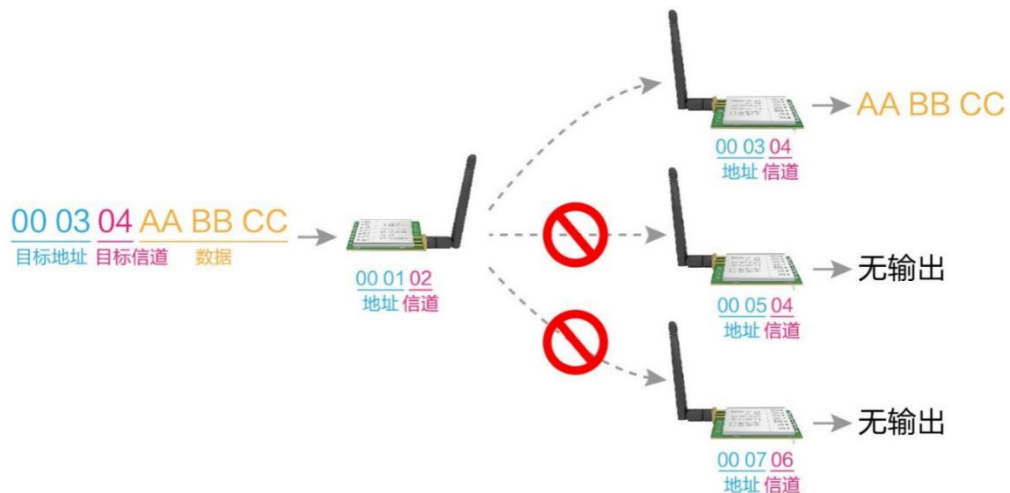 AA BB CC
00 03 04
地址 信道
00 03 04 AA BB CC
目标地址 目标信道 数据
00 01 02
地址 信道
无输出
00 05 04
地址 信道
无输出
00 07 06
地址 信道